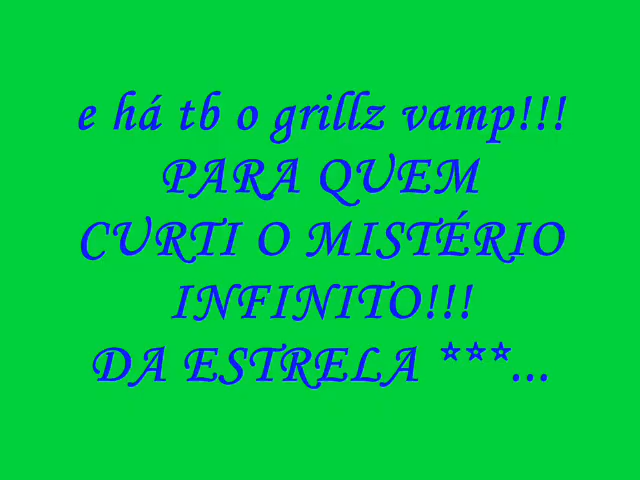 e há tb o grillz vamp!!!
PARA QUEM
CURTI O MISTÉRIO
INFINITO!!!
DA ESTRELA ***...